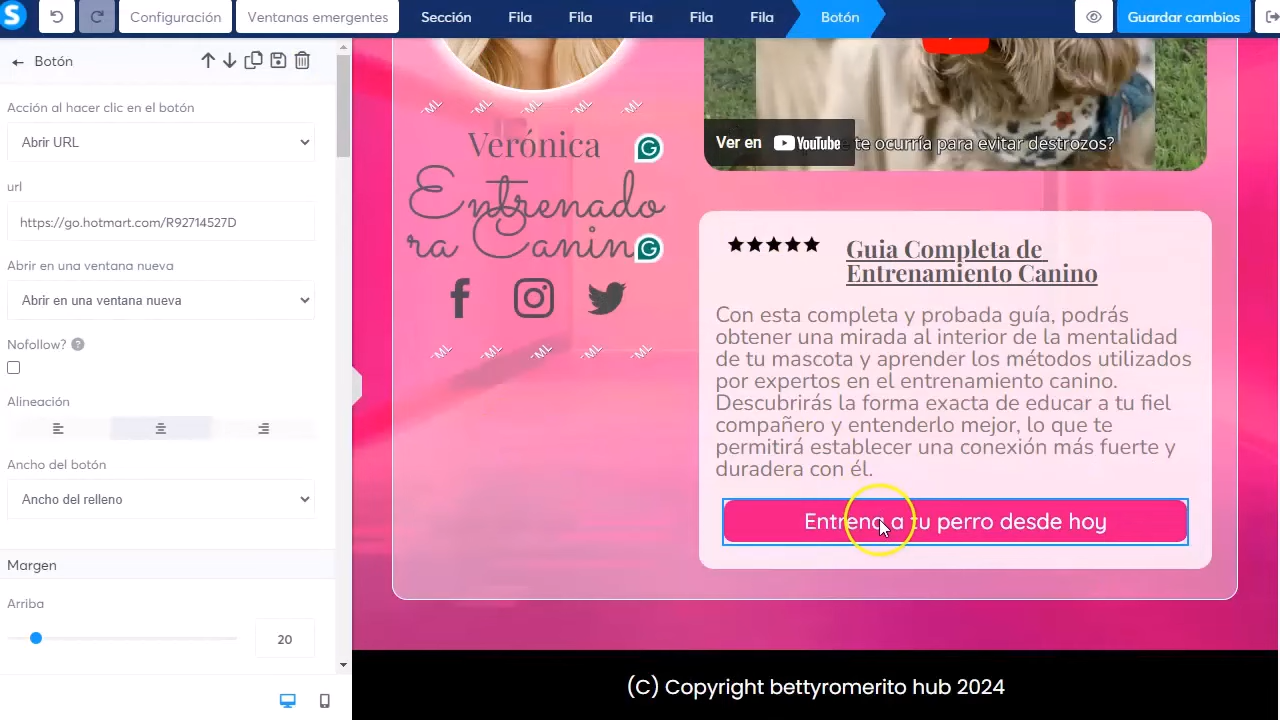 S
Configuración
Ventanas emergentes
Sección
Fila
Fila
Fila
Fila
Fila
Botón
Guardar cambios
Botón
Acción al hacer clic en el botón
Abrir URL
url
https://go.hotmart.com/R92714527D
Abrir en una ventana nueva
Abrir en una ventana nueva
Nofollow? ?
Alineación
Ancho del botón
Ancho del relleno
Margen
Arriba
20
Verónica
Entrenado
ra Canin
Ver en YouTube
te ocurría para evitar destrozos?
Guia Completa de
Entrenamiento Canino
Con esta completa y probada guía, podrás
obtener una mirada al interior de la mentalidad
de tu mascota y aprender los métodos utilizados
por expertos en el entrenamiento canino.
Descubrirás la forma exacta de educar a tu fiel
compañero y entenderlo mejor, lo que te
permitirá establecer una conexión más fuerte y
duradera con él.
Entrena a tu perro desde hoy
(C) Copyright bettyromerito hub 2024